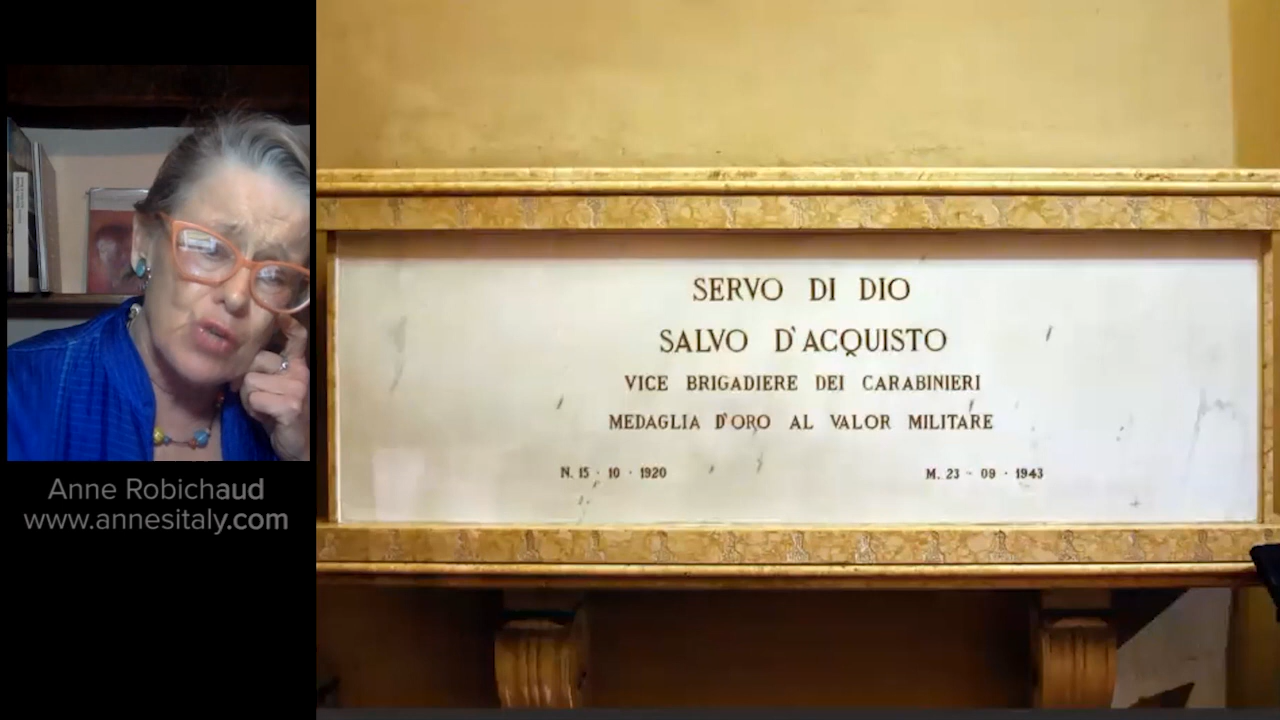 Anne Robichaud
www.annesitaly.com
SERVO DI DIO
SALVO D'ACQUISTO
VICE BRIGADIERE DEI CARABINIERI
MEDAGLIA D'ORO AL VALOR MILITARE
N. 15 · 10 · 1920
M. 23 - 09 · 1943